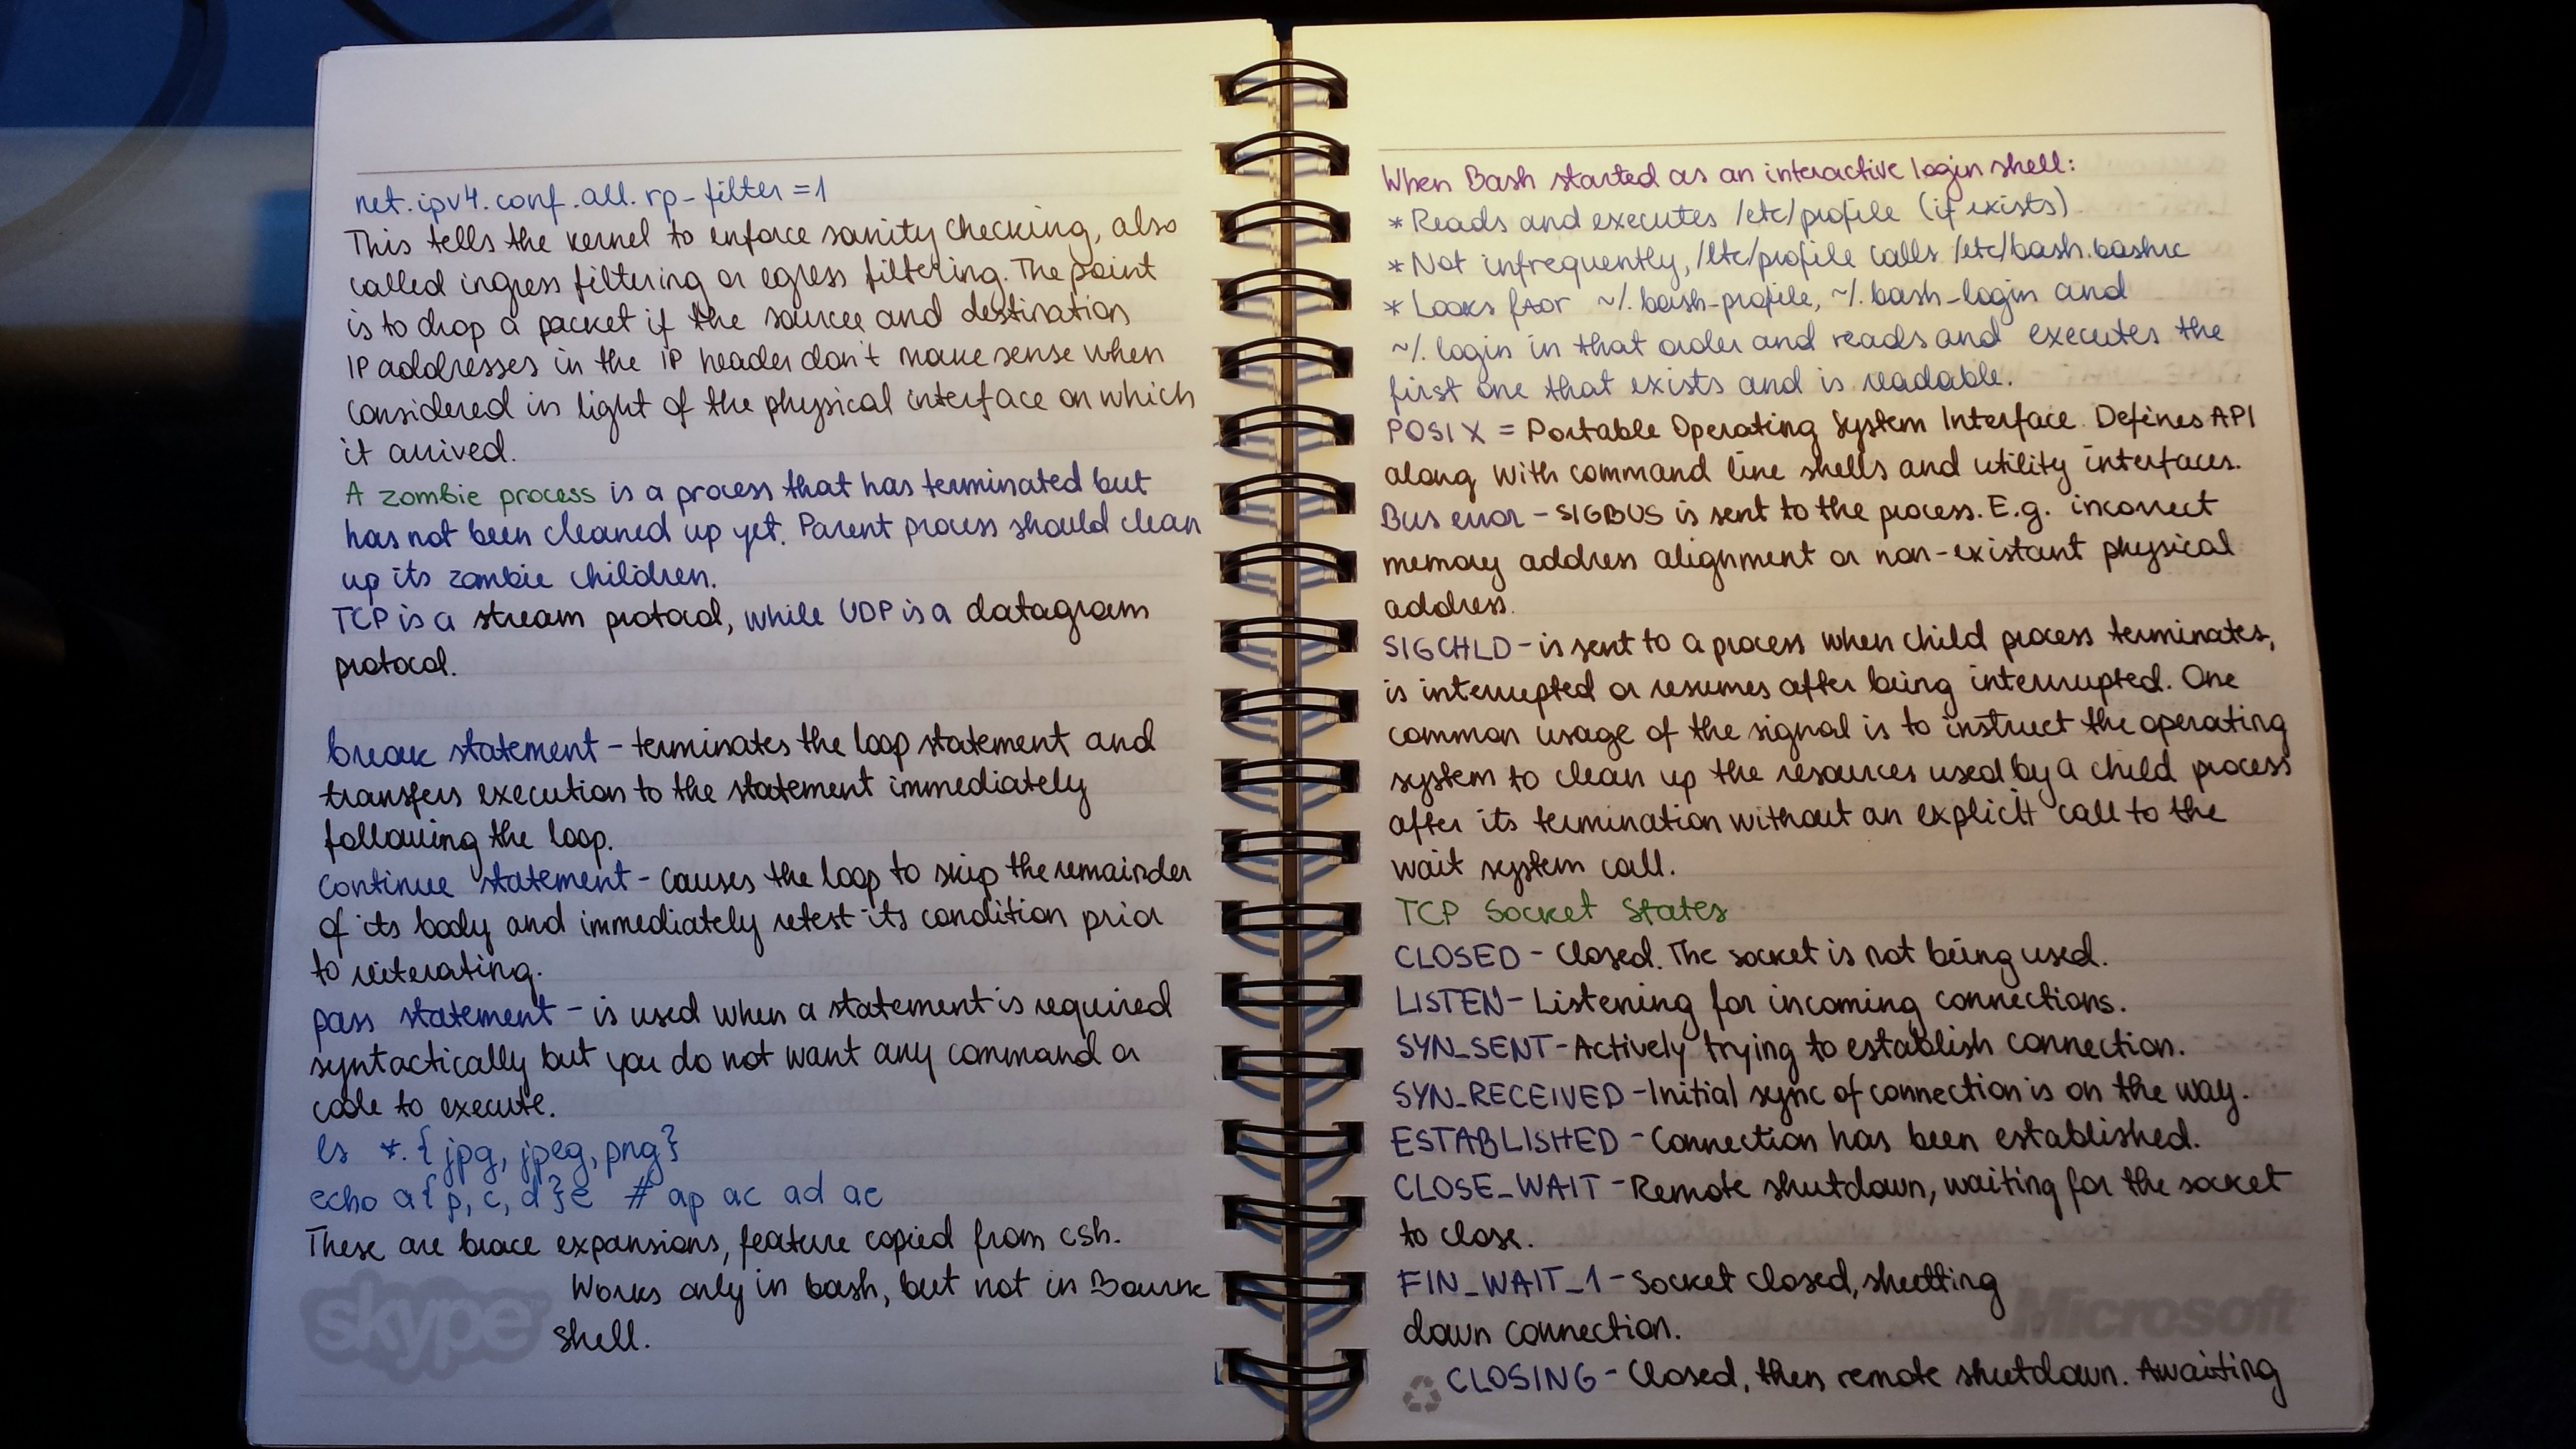 net.ipv4.conf.all.rp_filter=1
This tells the kernel to enforce sanity checking, also
called ingress filtering or egress filtering. The point
is to drop a packet if the source and destination
IP addresses in the IP header don't make sense when
considered in light of the physical interface on which
it arrived.
A zombie process is a process that has terminated but
has not been cleaned up yet. Parent process should clean
up its zombie children.
TCP is a stream protocol, while UDP is a datagram
protocol.
break statement - terminates the loop statement and
transfers execution to the statement immediately
following the loop.
continue statement - causes the loop to skip the remainder
of its body and immediately retest its condition prior
to reiterating.
pass statement - is used when a statement is required
syntactically but you do not want any command or
code to execute.
ls *.{jpg, jpeg, png}
echo a{p, c, d}e # ap ac ad ae
These are brace expansions, feature copied from csh.
Works only in bash, but not in Bourne
shell.
skype
When Bash started as an interactive login shell:
* Reads and executes /etc/profile (if exists)
* Not infrequently, /etc/profile calls /etc/bash.bashrc
* Looks for ~/.bash_profile, ~/.bash_login and
~/.login in that order and reads and executes the
first one that exists and is readable.
POSIX = Portable Operating System Interface. Defines API
along with command line shells and utility interfaces.
Bus error - SIGBUS is sent to the process. E.g. incorrect
memory address alignment or non-existant physical
address.
SIGCHLD - is sent to a process when child process terminates,
is interrupted or resumes after being interrupted. One
common usage of the signal is to instruct the operating
system to clean up the resources used by a child process
after its termination without an explicit call to the
wait system call.
TCP Socket States
CLOSED - Closed. The socket is not being used.
LISTEN - Listening for incoming connections.
SYN_SENT - Actively trying to establish connection.
SYN_RECEIVED - Initial sync of connection is on the way.
ESTABLISHED - Connection has been established.
CLOSE_WAIT - Remote shutdown, waiting for the socket
to close.
FIN_WAIT_1 - Socket closed, shutting
down connection.
Microsoft
CLOSING - Closed, then remote shutdown. Awaiting